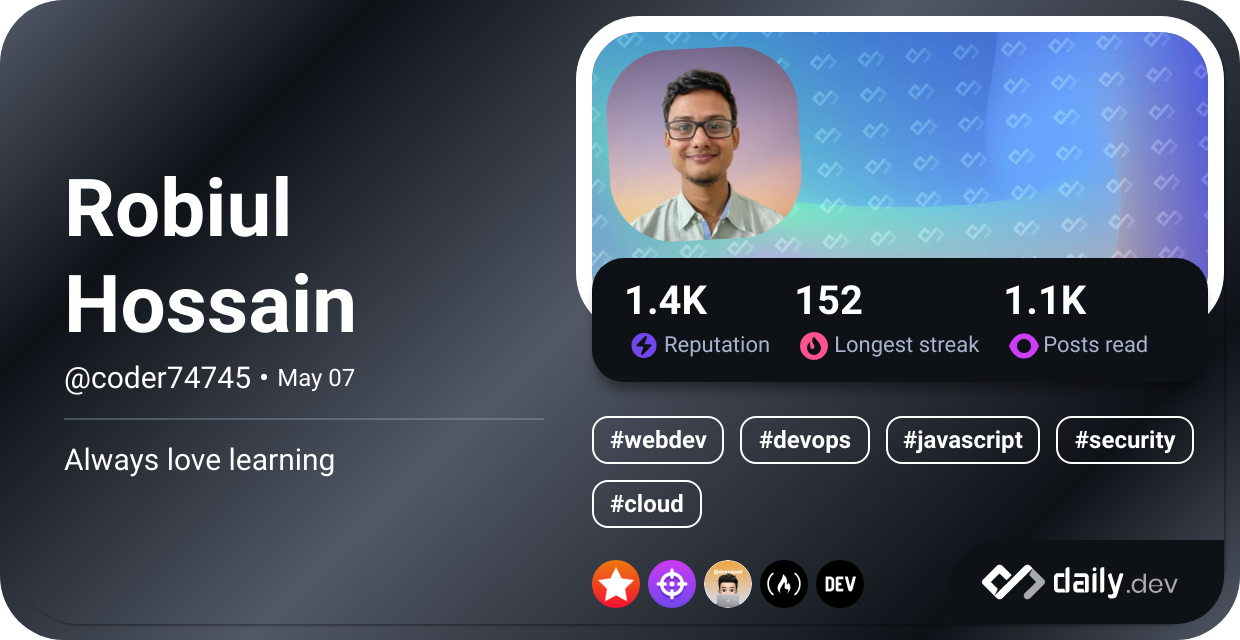 Robiul
Hossain
@coder74745 • May 07
Always love learning
1.4K 152 1.1K
Reputation Longest streak Posts read
#webdev #devops #javascript #security
#cloud
DEV
daily.dev